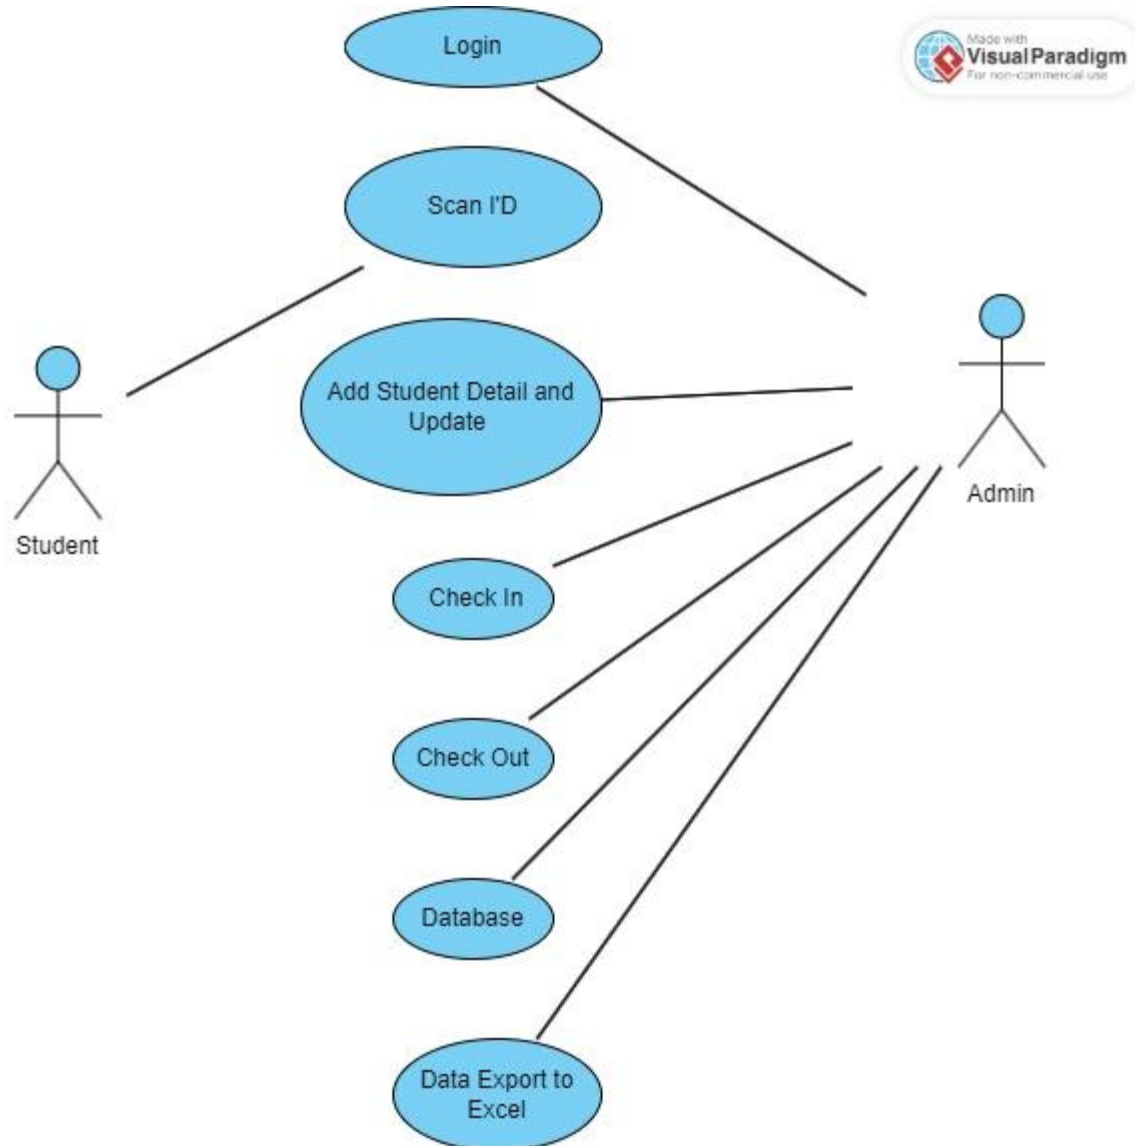 Login
Made with
Visual Paradigm
For non-commercial use
Scan I'D
Add Student Detail and
Update
Student
Admin
Check In
Check Out
Database
Data Export to
Excel